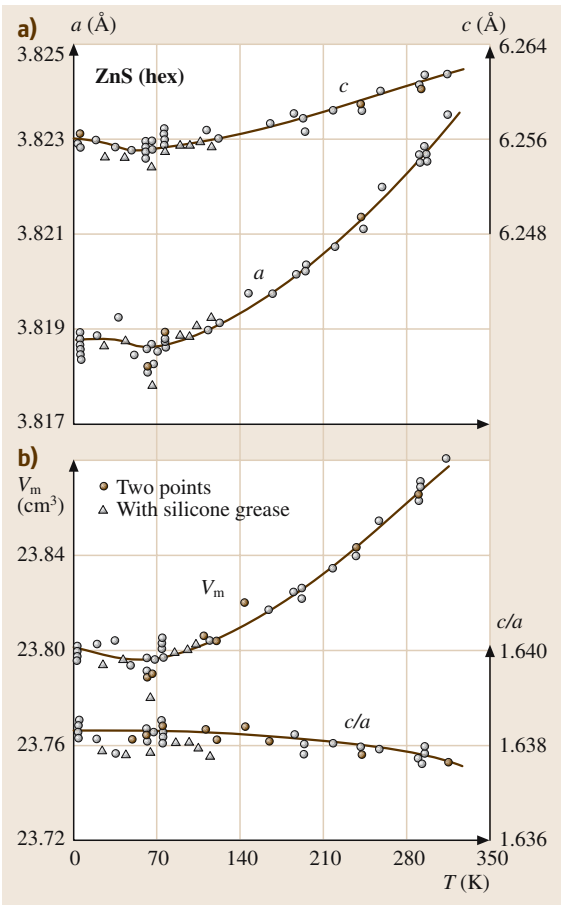 a)
a (Å)
c (Å)
3.825
3.823
3.821
3.819
3.817
6.264
6.256
6.248
ZnS (hex)
c
a
b)
Vm
(cm³)
Two points
With silicone grease
23.84
23.80
23.76
23.72
Vm
c/a
c/a
1.640
1.638
1.636
0 70 140 210 280 350
T (K)